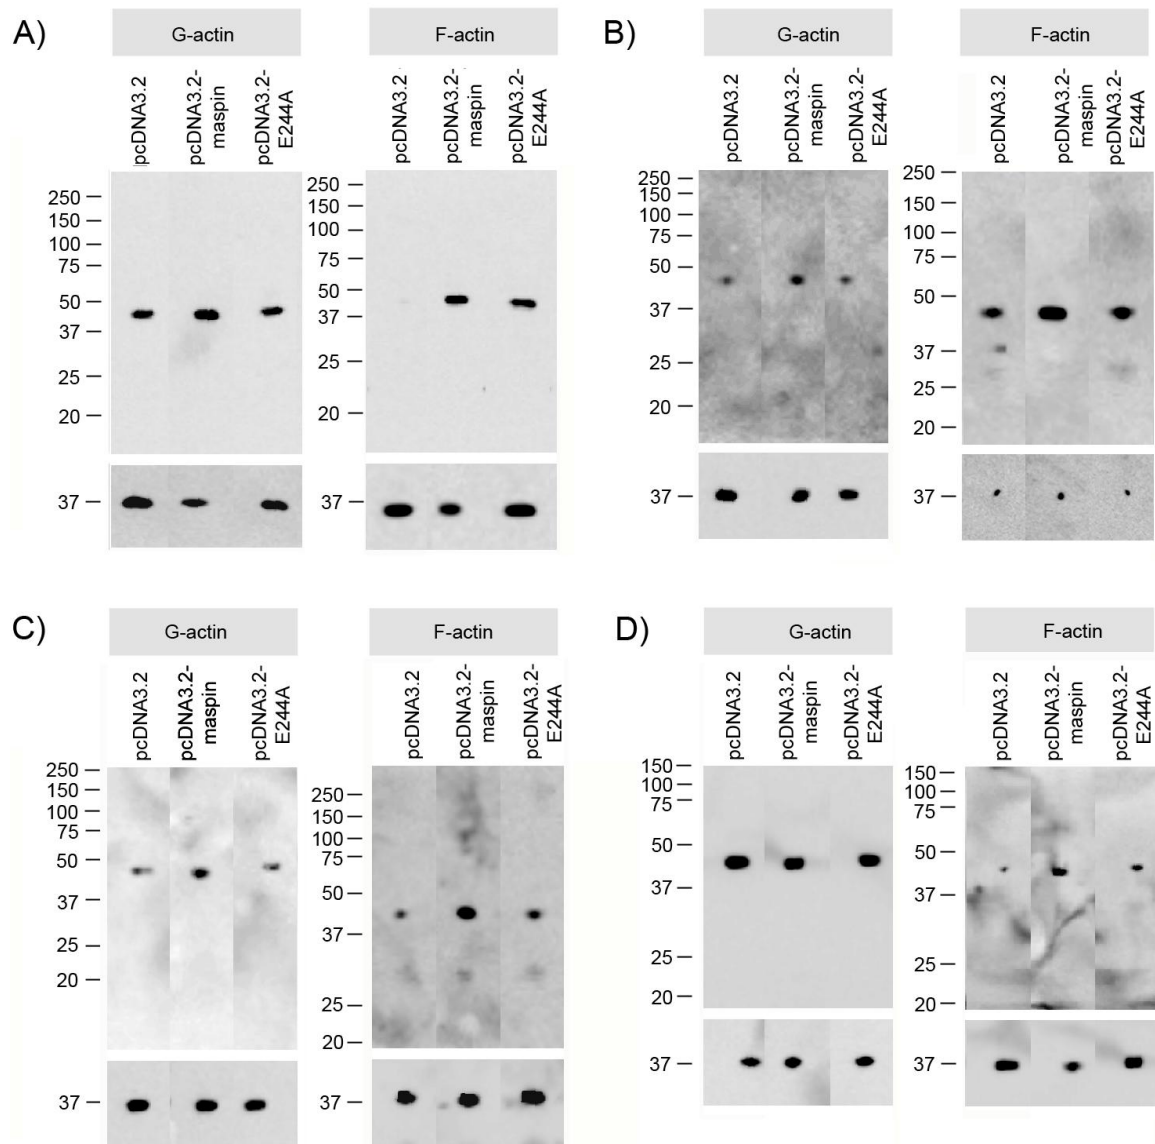 A)
G-actin
F-actin
pcDNA3.2
pcDNA3.2-
maspin
pcDNA3.2-
E244A
pcDNA3.2
pcDNA3.2-
maspin
pcDNA3.2-
E244A
250
150
100
75
50
37
25
20
37
250
150
100
75
50
37
25
20
37
B)
G-actin
F-actin
pcDNA3.2
pcDNA3.2-
maspin
pcDNA3.2-
E244A
pcDNA3.2
pcDNA3.2-
maspin
pcDNA3.2-
E244A
250
150
100
75
50
37
25
20
37
250
150
100
75
50
37
25
20
37
C)
G-actin
F-actin
pcDNA3.2
pcDNA3.2-
maspin
pcDNA3.2-
E244A
pcDNA3.2
pcDNA3.2-
maspin
pcDNA3.2-
E244A
250
150
100
75
50
37
25
20
37
250
150
100
75
50
37
25
20
37
D)
G-actin
F-actin
pcDNA3.2
pcDNA3.2-
maspin
pcDNA3.2-
E244A
pcDNA3.2
pcDNA3.2-
maspin
pcDNA3.2-
E244A
150
100
75
50
37
25
20
37
150
100
75
50
37
25
20
37